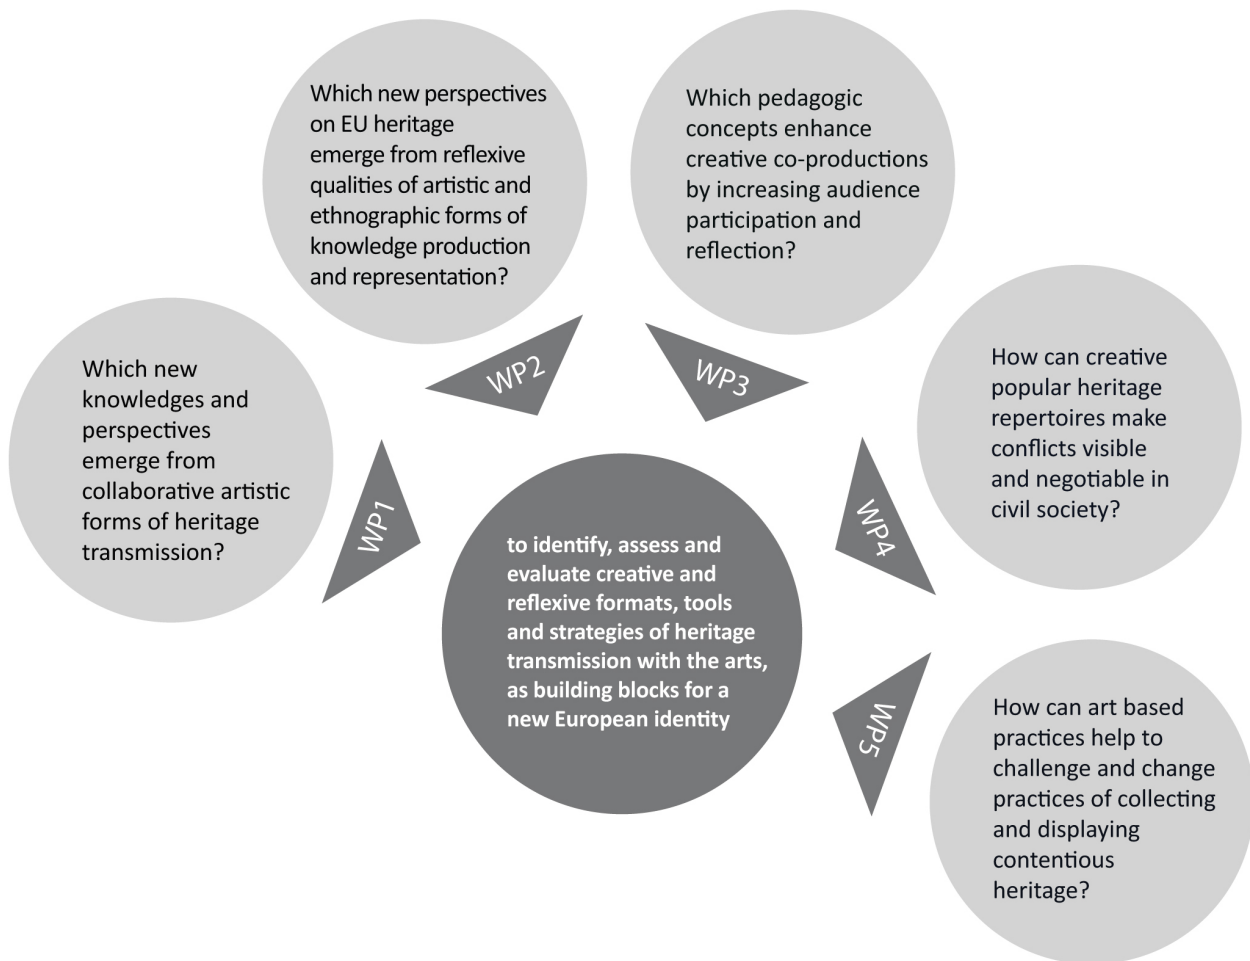 Which new perspectives
on EU heritage
emerge from reflexive
qualities of artistic and
ethnographic forms of
knowledge production
and representation?
Which pedagogic
concepts enhance
creative co-productions
by increasing audience
participation and
reflection?
Which new
knowledges and
perspectives
emerge from
collaborative artistic
forms of heritage
transmission?
How can creative
popular heritage
repertoires make
conflicts visible
and negotiable in
civil society?
WP1
WP2
WP3
WP4
WP5
to identify, assess and
evaluate creative and
reflexive formats, tools
and strategies of heritage
transmission with the arts,
as building blocks for a
new European identity
How can art based
practices help to
challenge and change
practices of collecting
and displaying
contentious
heritage?